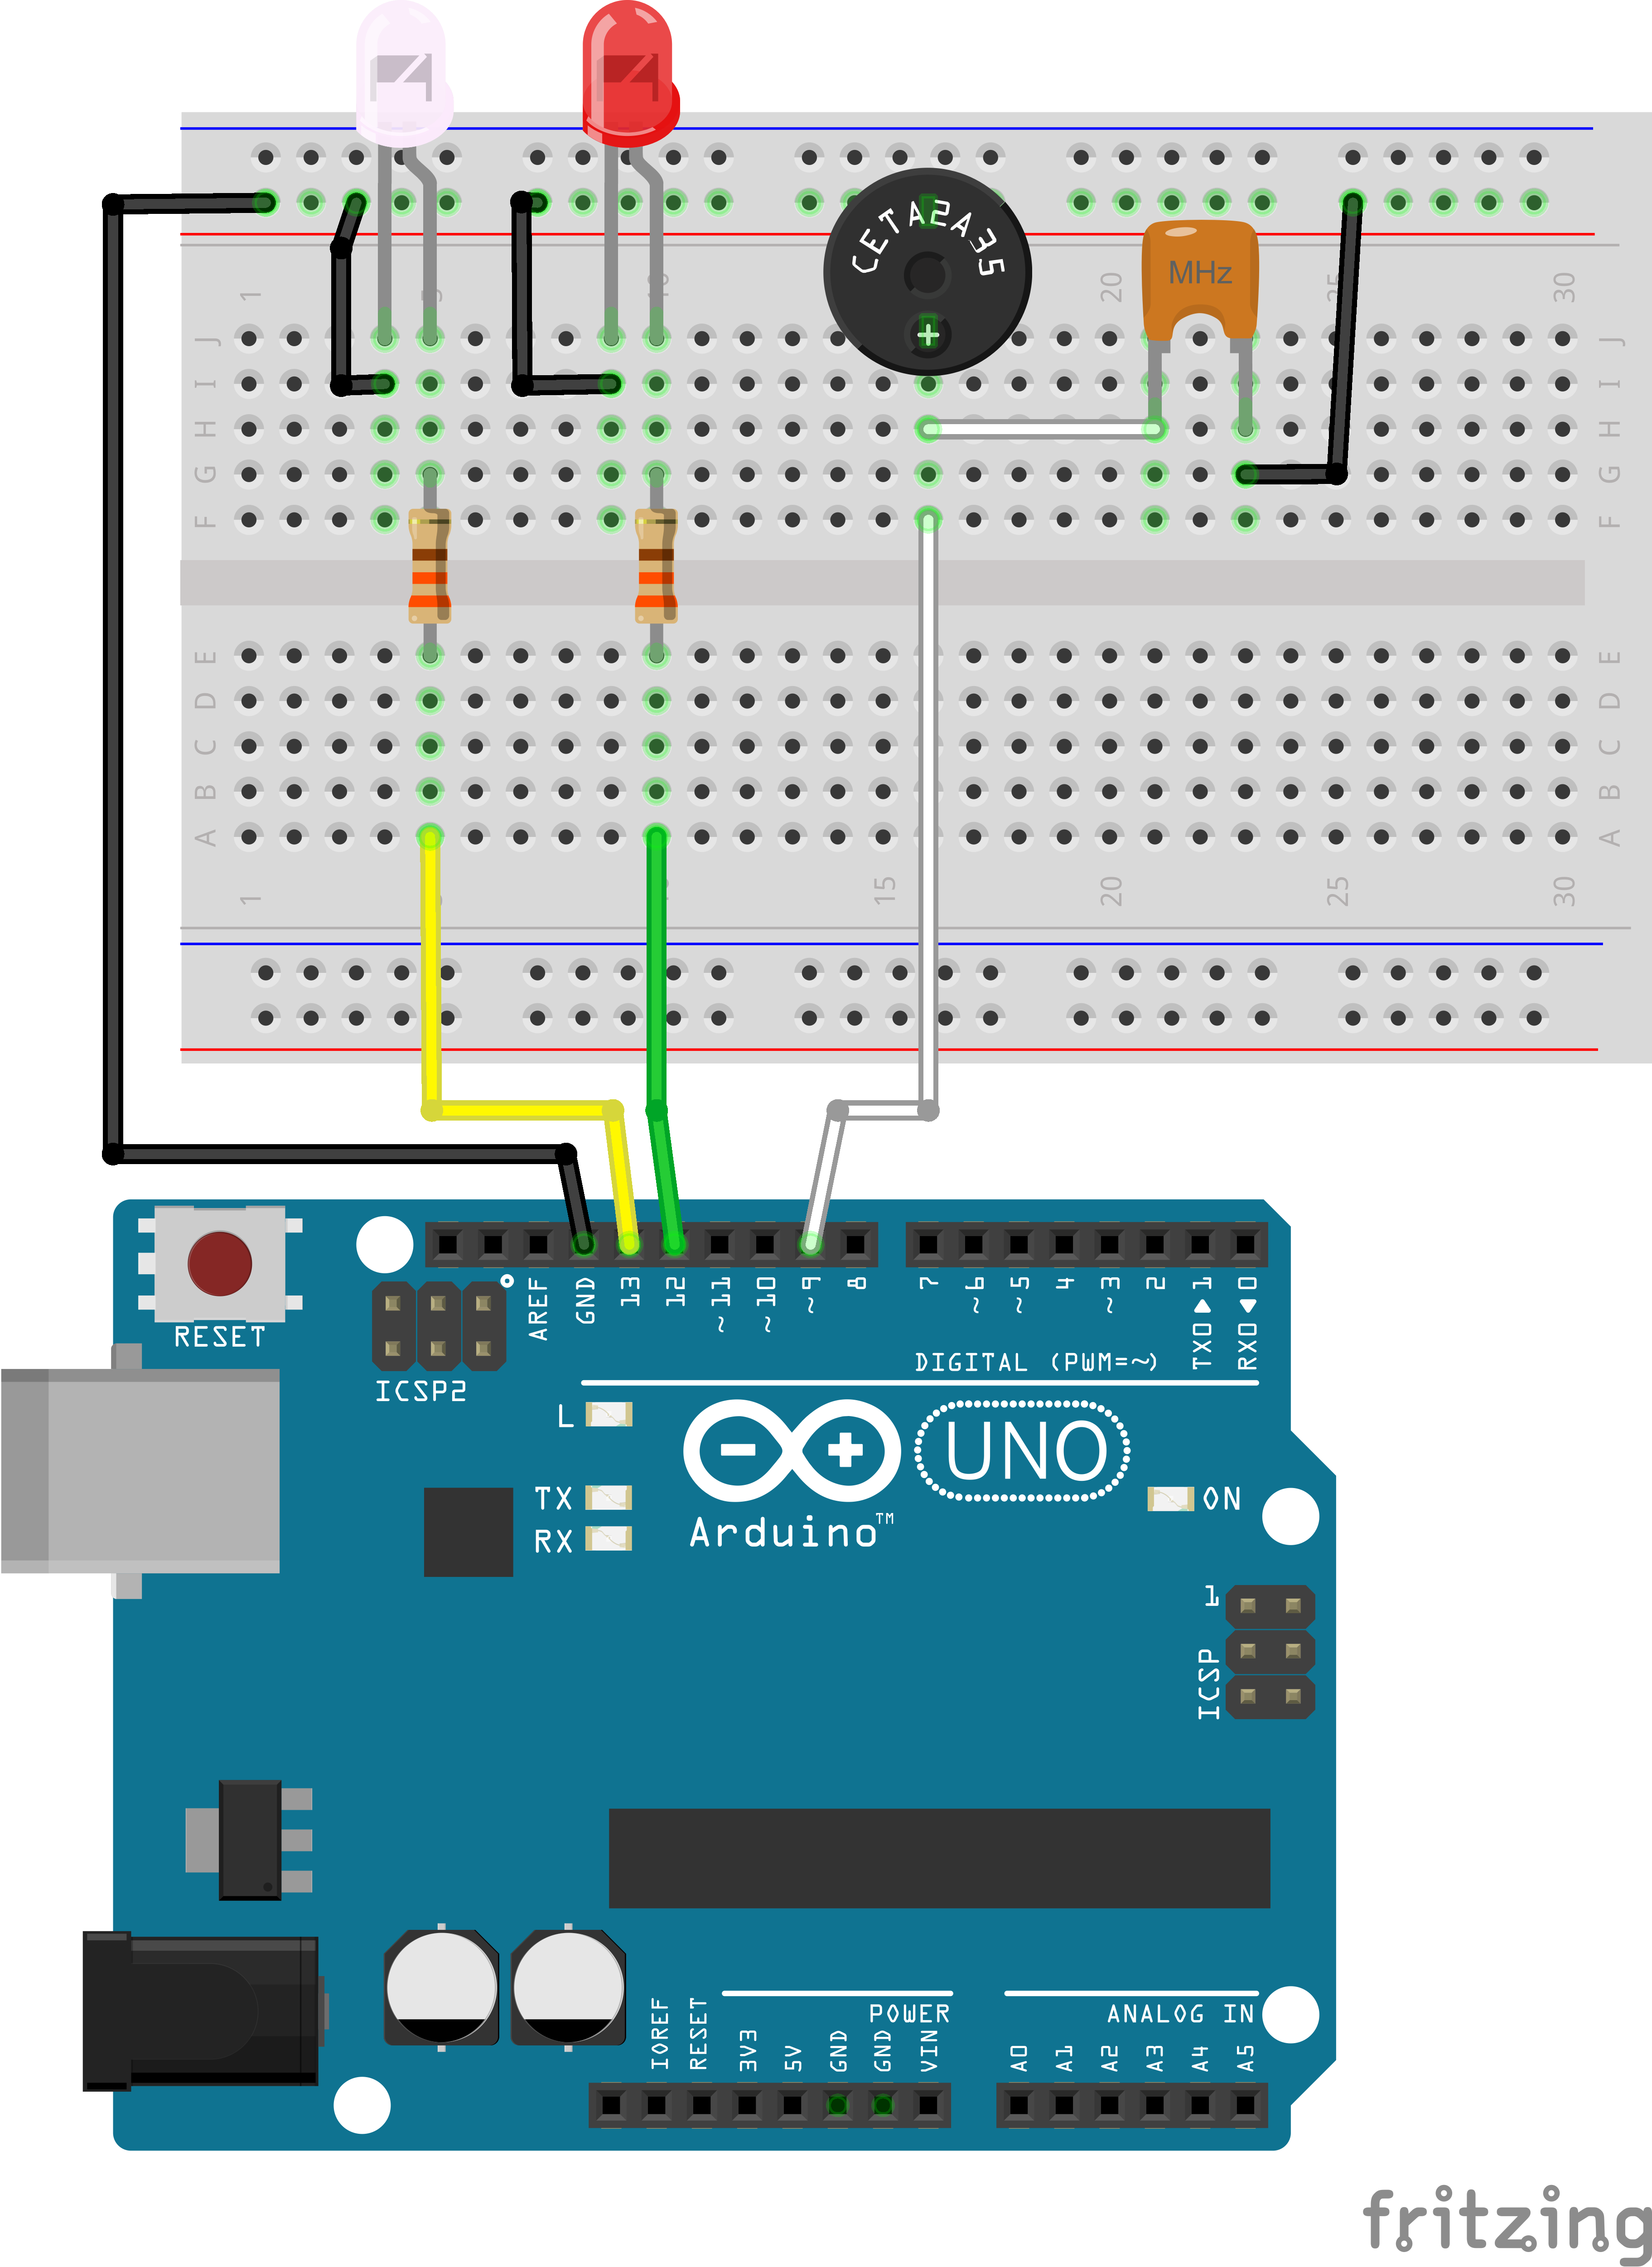 CETA2A35
MHz
1 5 10 20 25 30
J J
I I
H H
G G
F F
E E
D D
C C
B B
A A
1 15 20 25 30
RESET
ICSP2
AREF
GND
13
12
~11
~10
~9
8
7
~6
~5
4
~3
2
TX0 ▶ 1
RX0 ◀ 0
DIGITAL (PWM=~)
L
TX
RX
- +
UNO
Arduino™
ON
1
ICSP
POWER
ANALOG IN
IOREF
RESET
3V3
5V
GND
GND
VIN
A0
A1
A2
A3
A4
A5
fritzing